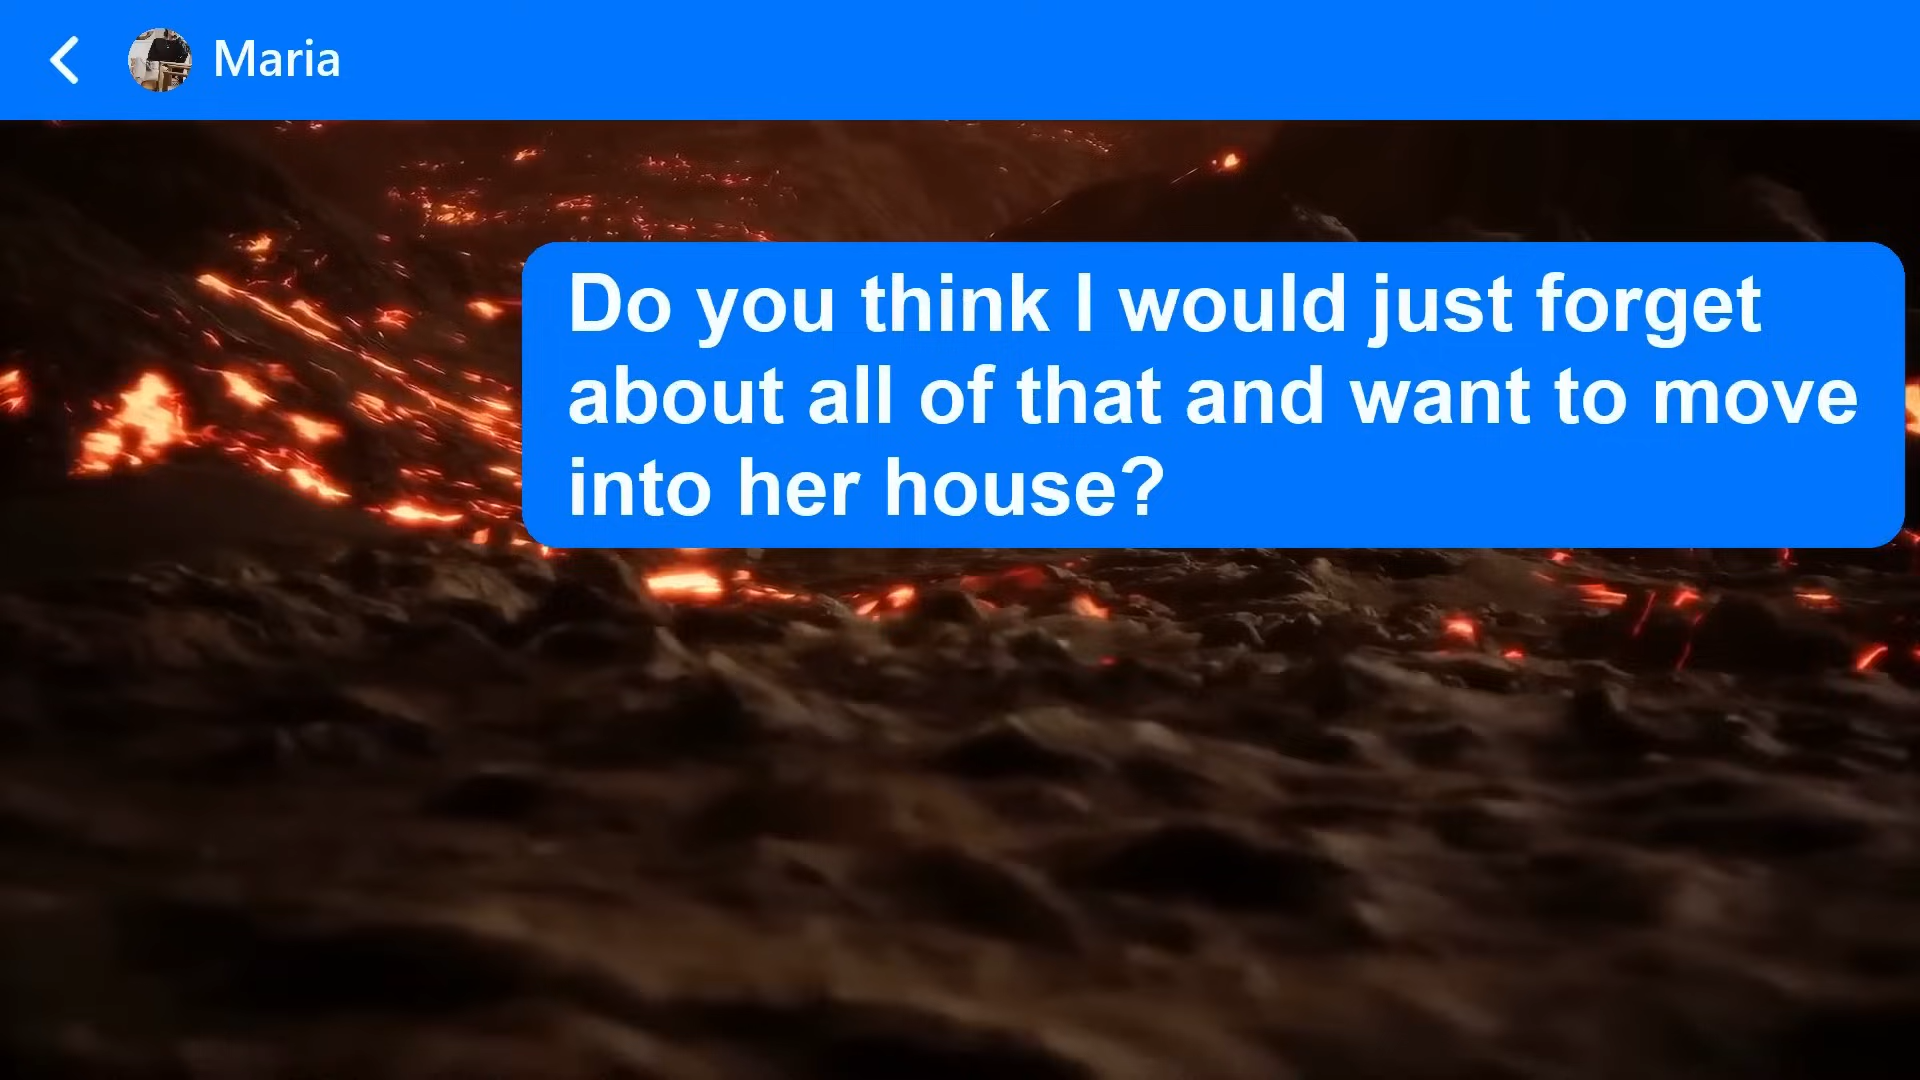 Maria
Do you think I would just forget
about all of that and want to move
into her house?